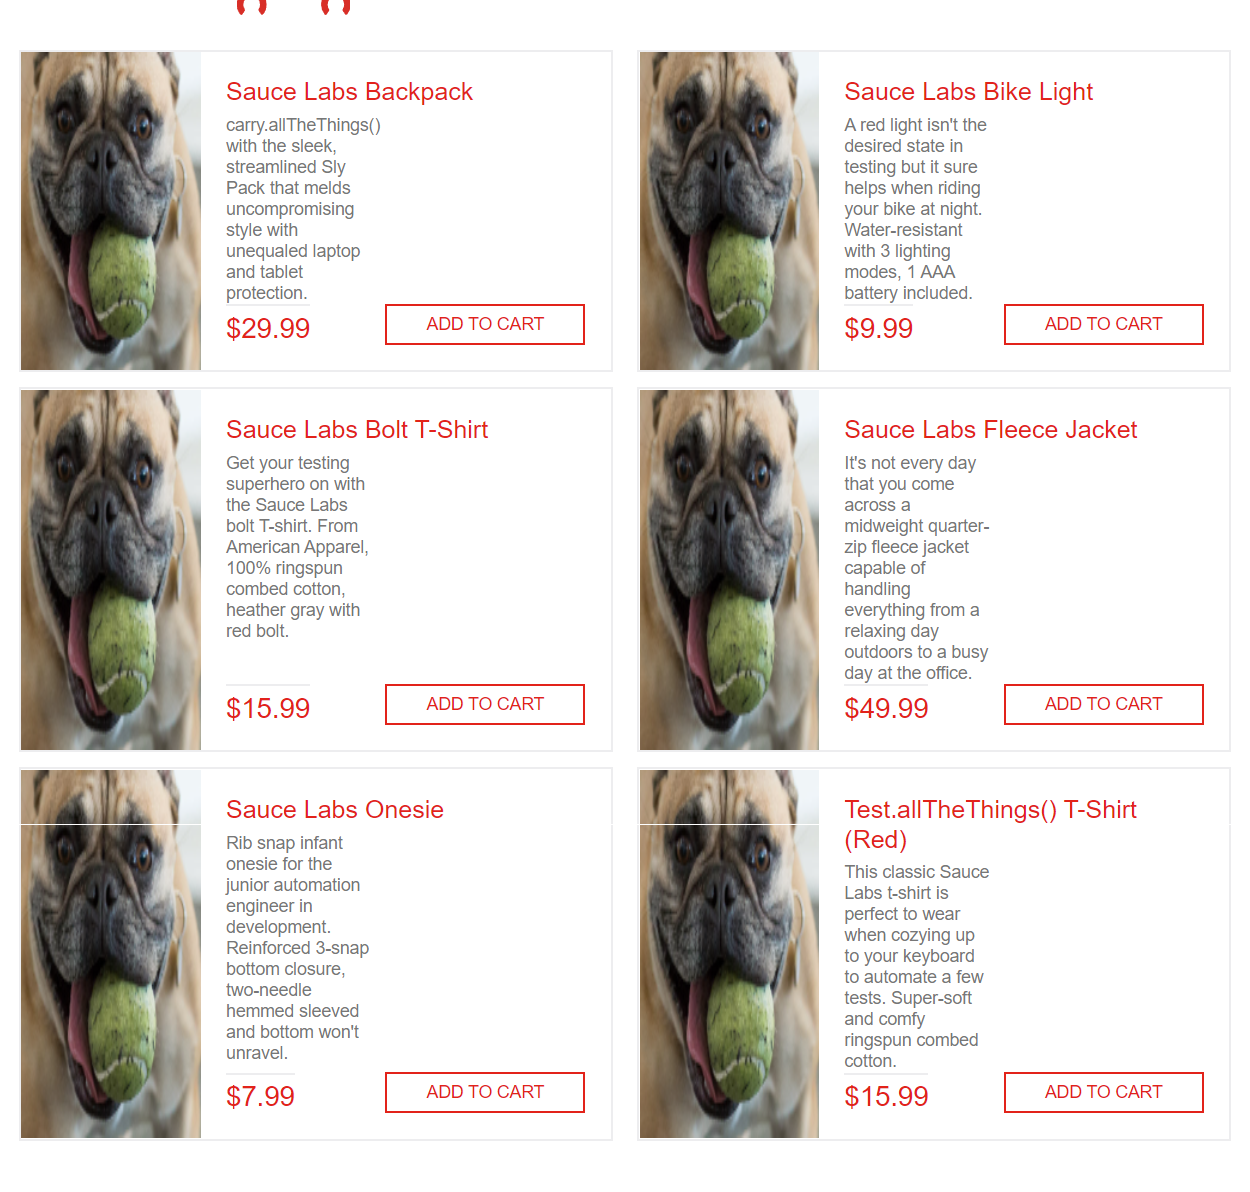 Sauce Labs Backpack
carry.allTheThings()
with the sleek,
streamlined Sly
Pack that melds
uncompromising
style with
unequaled laptop
and tablet
protection.
$29.99
ADD TO CART
Sauce Labs Bike Light
A red light isn't the
desired state in
testing but it sure
helps when riding
your bike at night.
Water-resistant
with 3 lighting
modes, 1 AAA
battery included.
$9.99
ADD TO CART
Sauce Labs Bolt T-Shirt
Get your testing
superhero on with
the Sauce Labs
bolt T-shirt. From
American Apparel,
100% ringspun
combed cotton,
heather gray with
red bolt.
$15.99
ADD TO CART
Sauce Labs Fleece Jacket
It's not every day
that you come
across a
midweight quarter-
zip fleece jacket
capable of
handling
everything from a
relaxing day
outdoors to a busy
day at the office.
$49.99
ADD TO CART
Sauce Labs Onesie
Rib snap infant
onesie for the
junior automation
engineer in
development.
Reinforced 3-snap
bottom closure,
two-needle
hemmed sleeved
and bottom won't
unravel.
$7.99
ADD TO CART
Test.allTheThings() T-Shirt
(Red)
This classic Sauce
Labs t-shirt is
perfect to wear
when cozying up
to your keyboard
to automate a few
tests. Super-soft
and comfy
ringspun combed
cotton.
$15.99
ADD TO CART